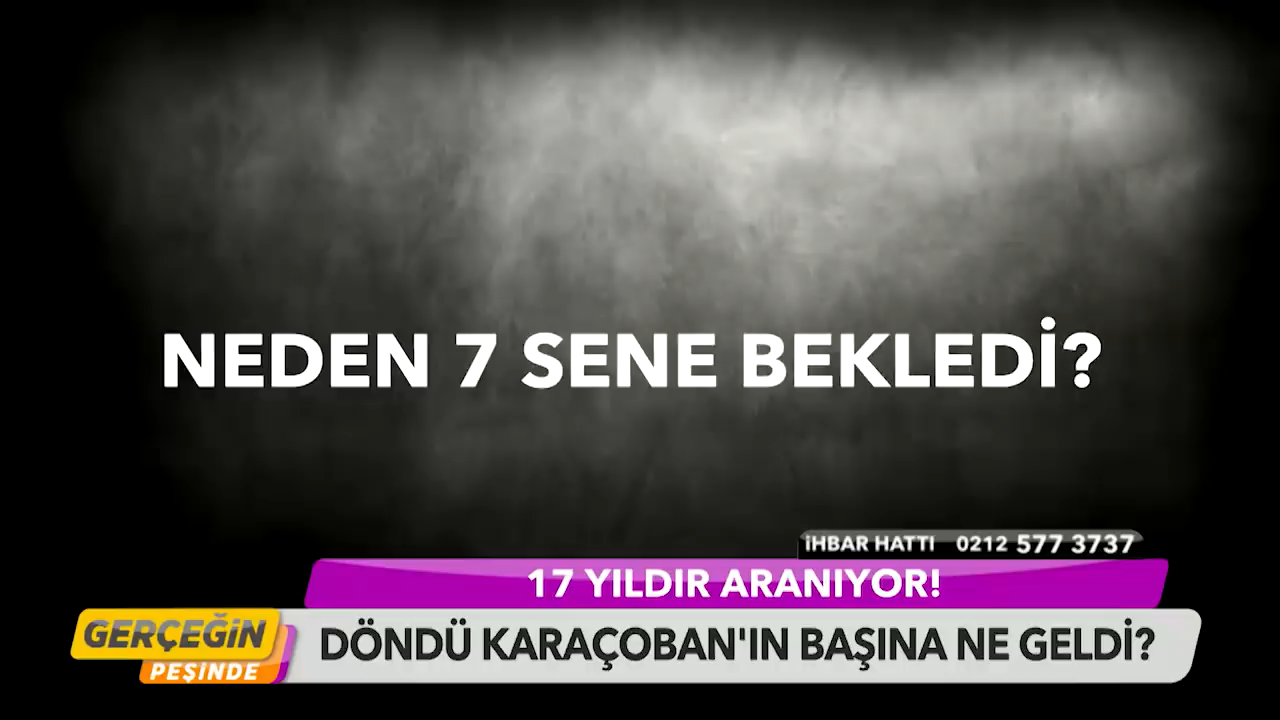 NEDEN 7 SENE BEKLEDİ?
İHBAR HATTI 0212 577 3737
17 YILDIR ARANIYOR!
GERÇEĞİN
PEŞİNDE
DÖNDÜ KARAÇOBAN'IN BAŞINA NE GELDİ?